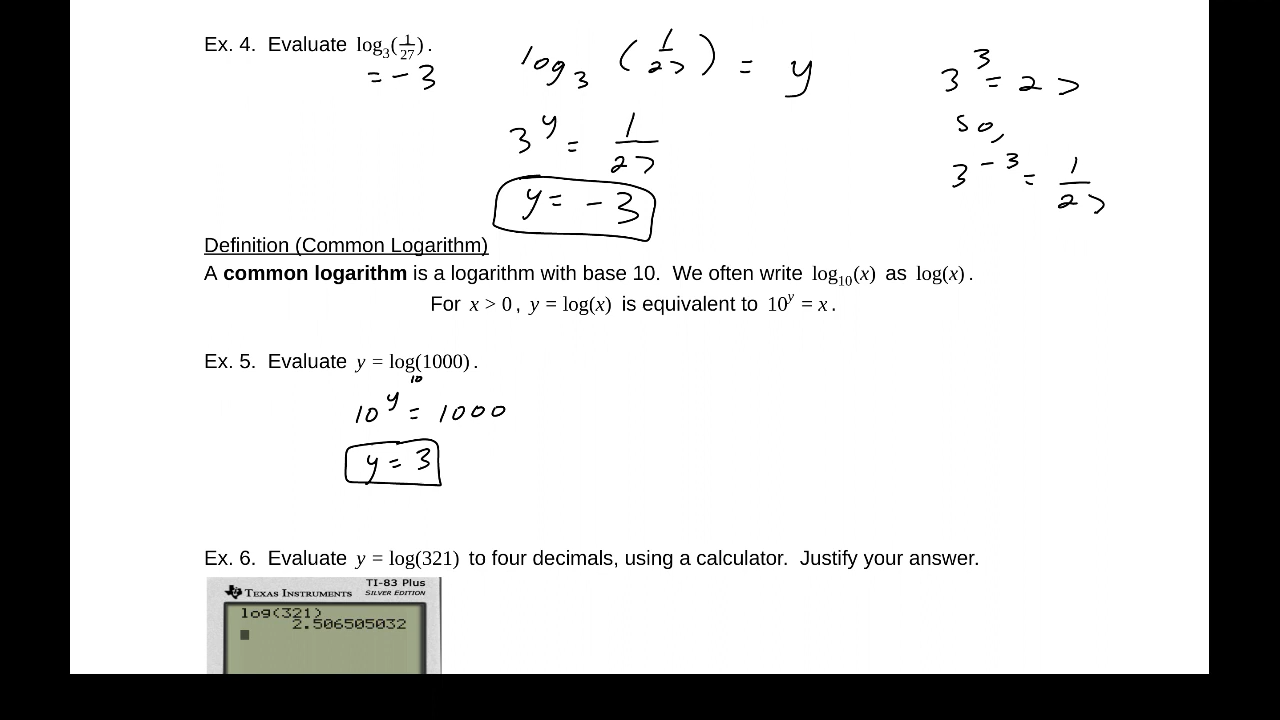 Ex. 4. Evaluate log₃(1/27).
= -3
log₃(1/27) = y
3^y = 1/27
y = -3
3³ = 27
so,
3⁻³ = 1/27
Definition (Common Logarithm)
A common logarithm is a logarithm with base 10. We often write log₁₀(x) as log(x).
For x > 0, y = log(x) is equivalent to 10^y = x.
Ex. 5. Evaluate y = log(1000).
10
10^y = 1000
y = 3
Ex. 6. Evaluate y = log(321) to four decimals, using a calculator. Justify your answer.
TEXAS INSTRUMENTS
TI-83 Plus
SILVER EDITION
log(321)
2.506505032